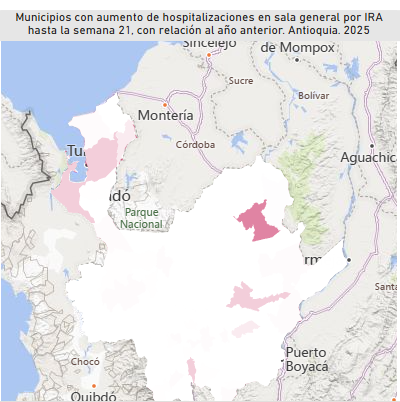 Municipios con aumento de hospitalizaciones en sala general por IRA
hasta la semana 21, con relación al año anterior. Antioquia. 2025
Sincelejo
de Mompox
Sucre
Bolívar
Montería
Córdoba
Aguachica
Parque
Nacional
Chocó
Quibdó
Puerto
Boyacá